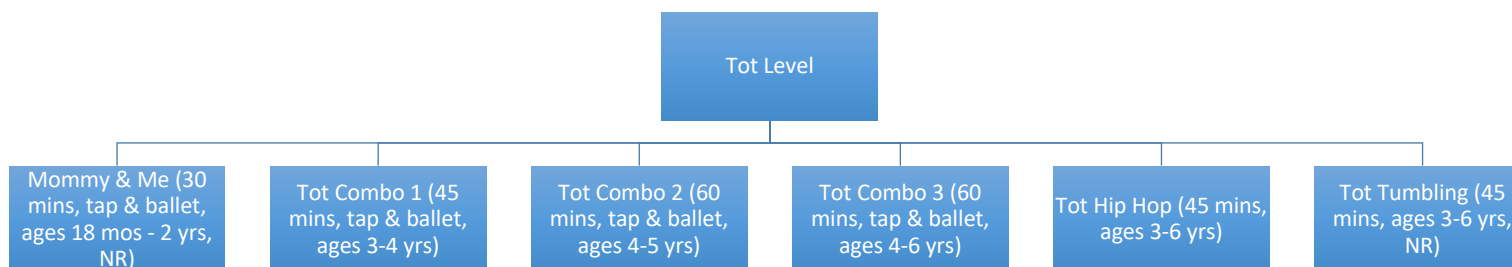 Tot Level
Mommy & Me (30
mins, tap & ballet,
ages 18 mos - 2 yrs,
NR)
Tot Combo 1 (45
mins, tap & ballet,
ages 3-4 yrs)
Tot Combo 2 (60
mins, tap & ballet,
ages 4-5 yrs)
Tot Combo 3 (60
mins, tap & ballet,
ages 4-6 yrs)
Tot Hip Hop (45 mins,
ages 3-6 yrs)
Tot Tumbling (45
mins, ages 3-6 yrs,
NR)